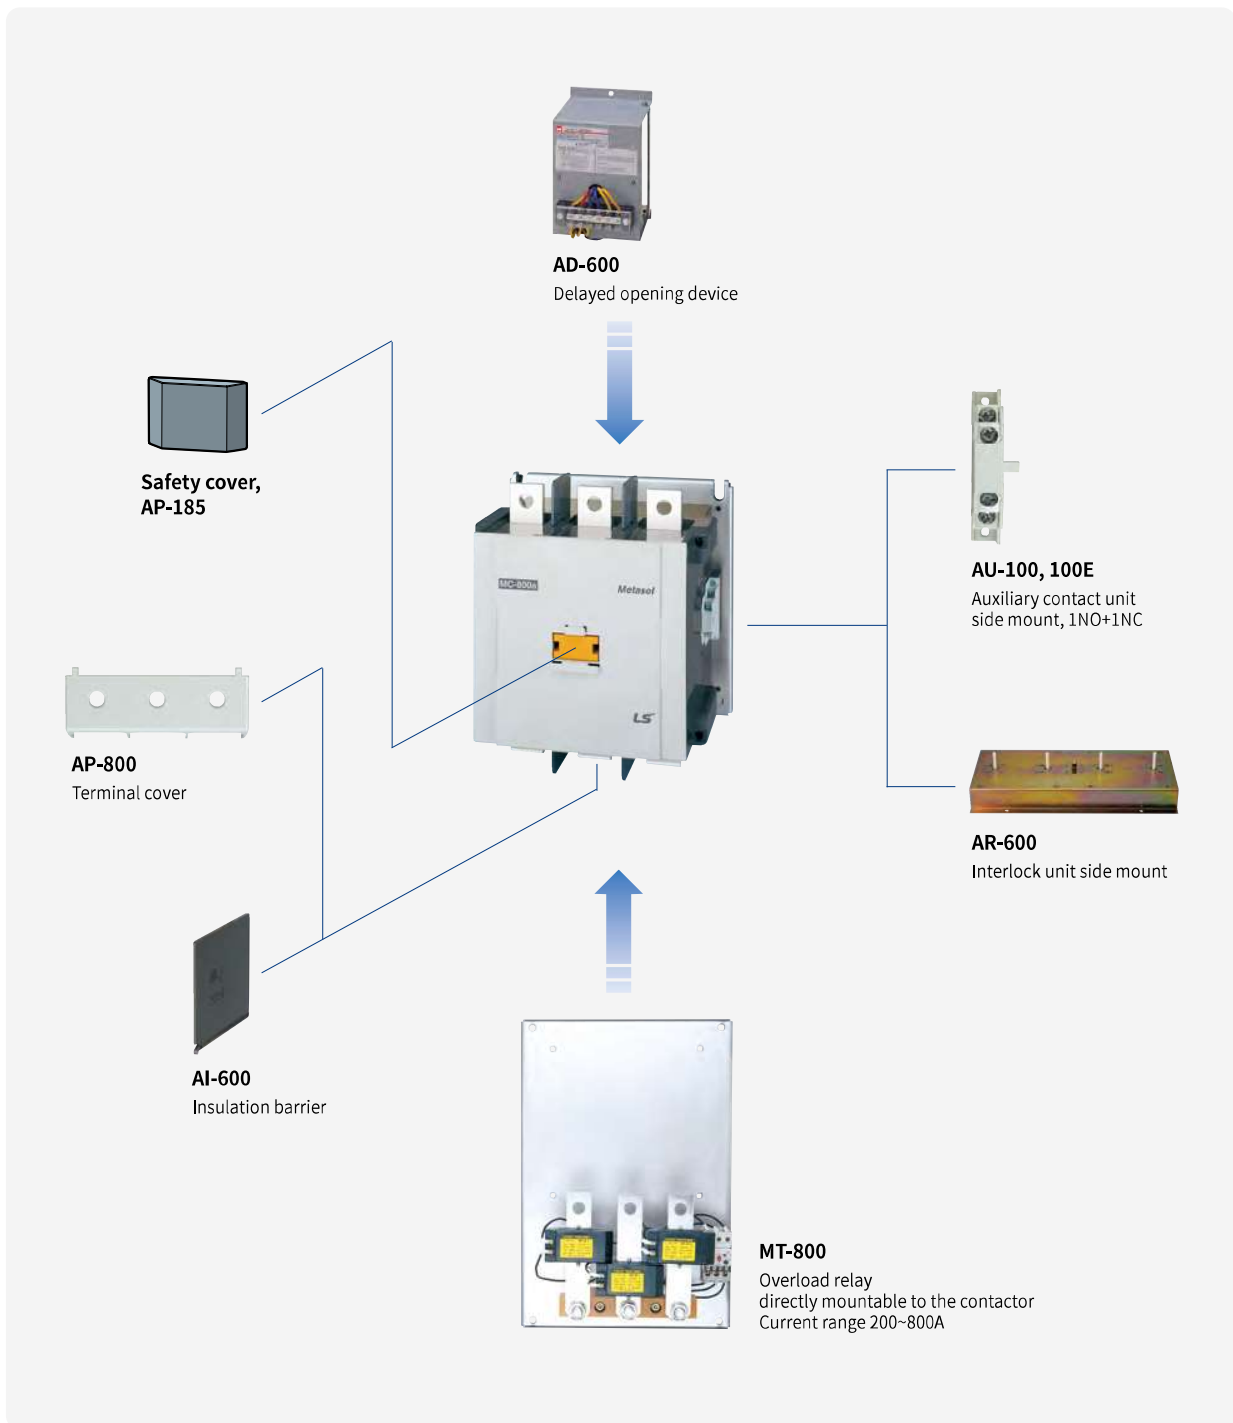 AD-600
Delayed opening device
Safety cover,
AP-185
MC-800a
Metasol
LS
AU-100, 100E
Auxiliary contact unit
side mount, 1NO+1NC
AP-800
Terminal cover
AR-600
Interlock unit side mount
AI-600
Insulation barrier
MT-800
Overload relay
directly mountable to the contactor
Current range 200~800A